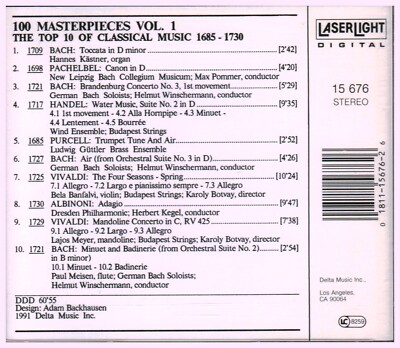 100 MASTERPIECES VOL. 1
THE TOP 10 OF CLASSICAL MUSIC 1685 - 1730
1. 1709 BACH: Toccata in D minor [2'42]
Hannes Kästner, organ
2. 1698 PACHELBEL: Canon in D [4'20]
New Leipzig Bach Collegium Musicum; Max Pommer, conductor
3. 1721 BACH: Brandenburg Concerto No. 3, 1st movement [5'29]
German Bach Soloists; Helmut Winschermann, conductor
4. 1717 HANDEL: Water Music, Suite No. 2 in D [9'35]
4.1 1st movement - 4.2 Alla Hornpipe - 4.3 Minuet -
4.4 Lentement - 4.5 Bourrée
Wind Ensemble; Budapest Strings
5. 1685 PURCELL: Trumpet Tune And Air [2'52]
Ludwig Güttler Brass Ensemble
6. 1727 BACH: Air (from Orchestral Suite No. 3 in D) [4'26]
German Bach Soloists; Helmut Winschermann, conductor
7. 1725 VIVALDI: The Four Seasons - Spring [10'24]
7.1 Allegro - 7.2 Largo e pianissimo sempre - 7.3 Allegro
Bela Banfalvi, violin; Budapest Strings; Karoly Botvay, director
8. 1730 ALBINONI: Adagio [9'47]
Dresden Philharmonic; Herbert Kegel, conductor
9. 1729 VIVALDI: Mandoline Concerto in C, RV 425 [7'38]
9.1 Allegro - 9.2 Largo - 9.3 Allegro
Lajos Meyer, mandoline; Budapest Strings; Karoly Botvay, director
10. 1721 BACH: Minuet and Badinerie (from Orchestral Suite No. 2) [2'54]
in B minor)
10.1 Minuet - 10.2 Badinerie
Paul Meisen, flute; German Bach Soloists;
Helmut Winschermann, conductor
DDD 60'55
Design: Adam Backhausen
1991 Delta Music Inc.
LASERLIGHT
DIGITAL
15 676
STEREO
0 1811-15676-2 6
Delta Music Inc.,
Los Angeles,
CA 90064
LC 8259